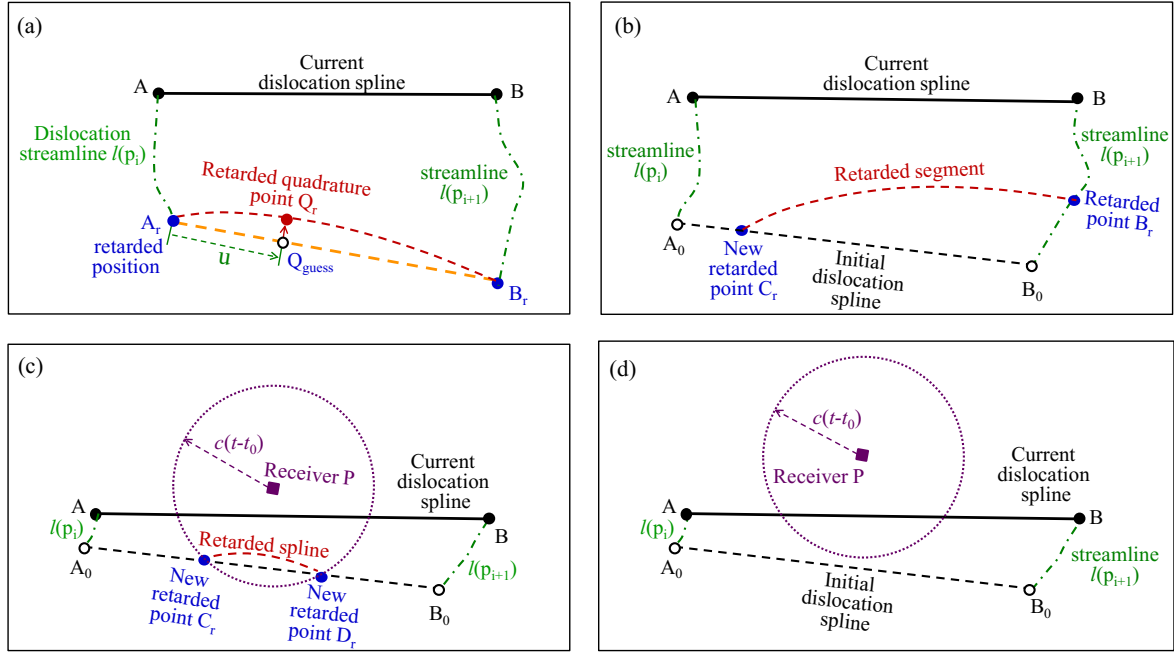 (a)
Current
dislocation spline
A
B
Dislocation
streamline l(pᵢ)
Retarded quadrature
point Qᵣ
streamline
l(pᵢ₊₁)
Aᵣ
retarded
position
u
Q_guess
Bᵣ
(b)
Current
dislocation spline
A
B
streamline
l(pᵢ)
streamline
l(pᵢ₊₁)
Retarded segment
Retarded
point Bᵣ
A₀
New
retarded
point Cᵣ
Initial
dislocation
spline
B₀
(c)
c(t-t₀)
Receiver P
Current
dislocation
spline
A
B
l(pᵢ)
Retarded spline
l(pᵢ₊₁)
A₀
B₀
New
retarded
point Cᵣ
New
retarded
point Dᵣ
(d)
c(t-t₀)
Receiver P
Current
dislocation
spline
A
B
l(pᵢ)
streamline
l(pᵢ₊₁)
A₀
B₀
Initial
dislocation
spline